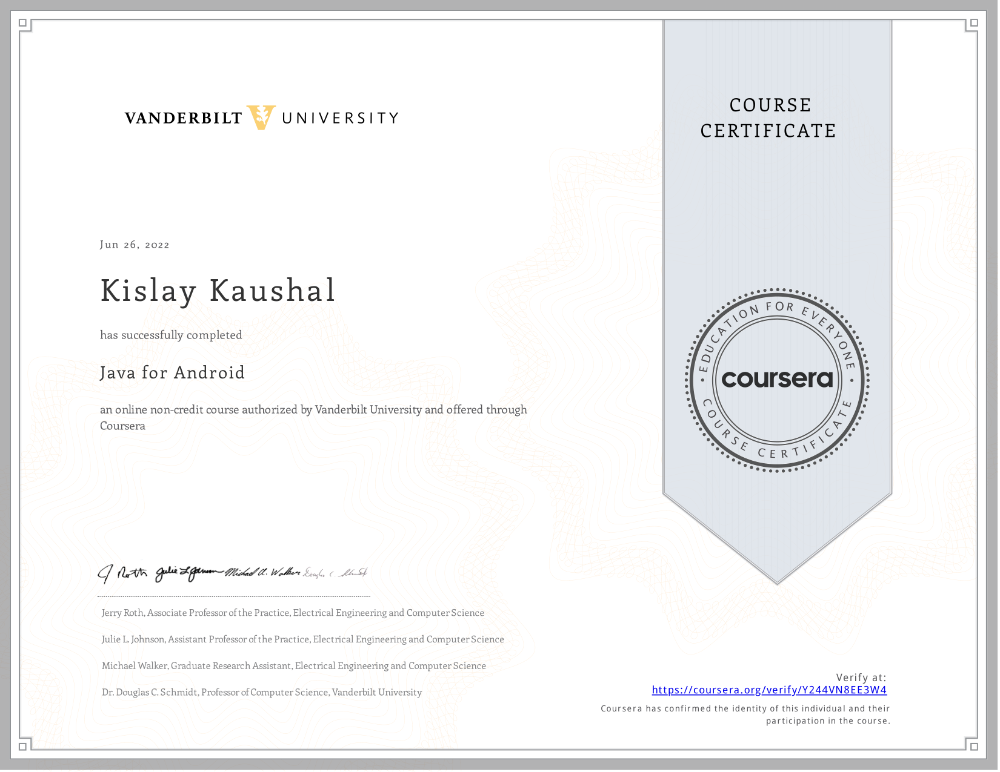 VANDERBILT UNIVERSITY
COURSE
CERTIFICATE
Jun 26, 2022
Kislay Kaushal
has successfully completed
Java for Android
an online non-credit course authorized by Vanderbilt University and offered through
Coursera
EDUCATION FOR EVERYONE
coursera
COURSE CERTIFICATE
J Roth Julie L Johnson Michael A. Walker Douglas C. Schmidt
Jerry Roth, Associate Professor of the Practice, Electrical Engineering and Computer Science
Julie L. Johnson, Assistant Professor of the Practice, Electrical Engineering and Computer Science
Michael Walker, Graduate Research Assistant, Electrical Engineering and Computer Science
Dr. Douglas C. Schmidt, Professor of Computer Science, Vanderbilt University
Verify at:
https://coursera.org/verify/Y244VN8EE3W4
Coursera has confirmed the identity of this individual and their
participation in the course.